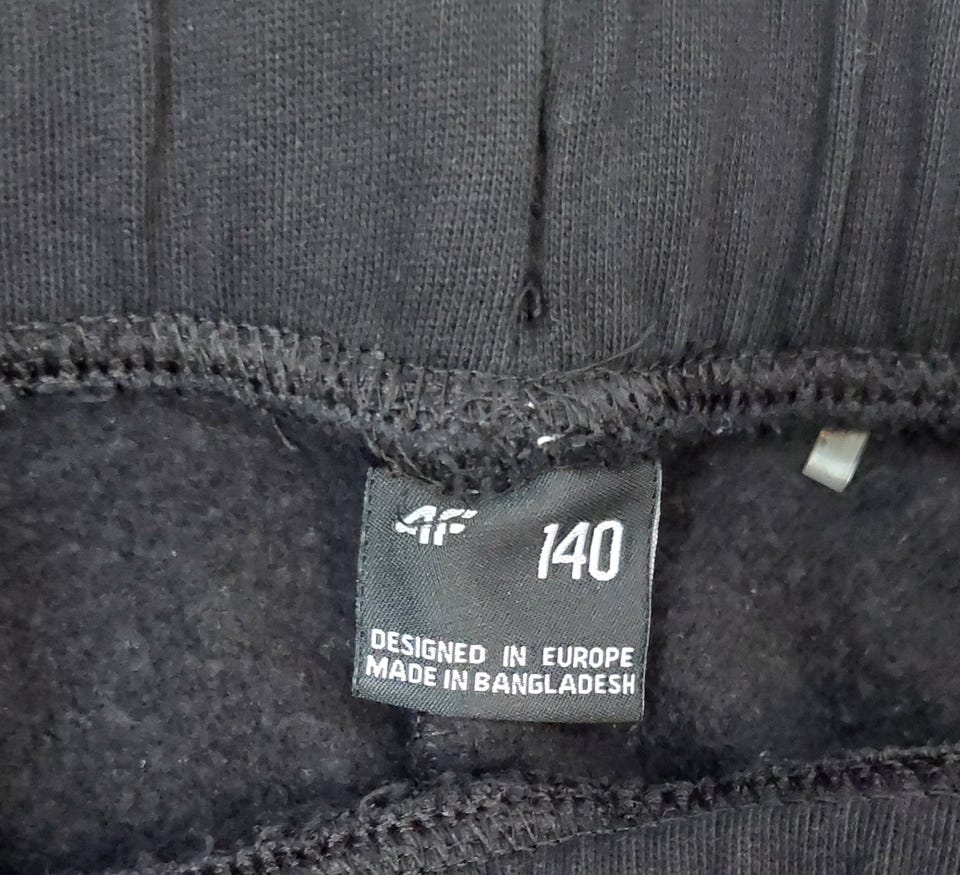 4F 140
DESIGNED IN EUROPE
MADE IN BANGLADESH